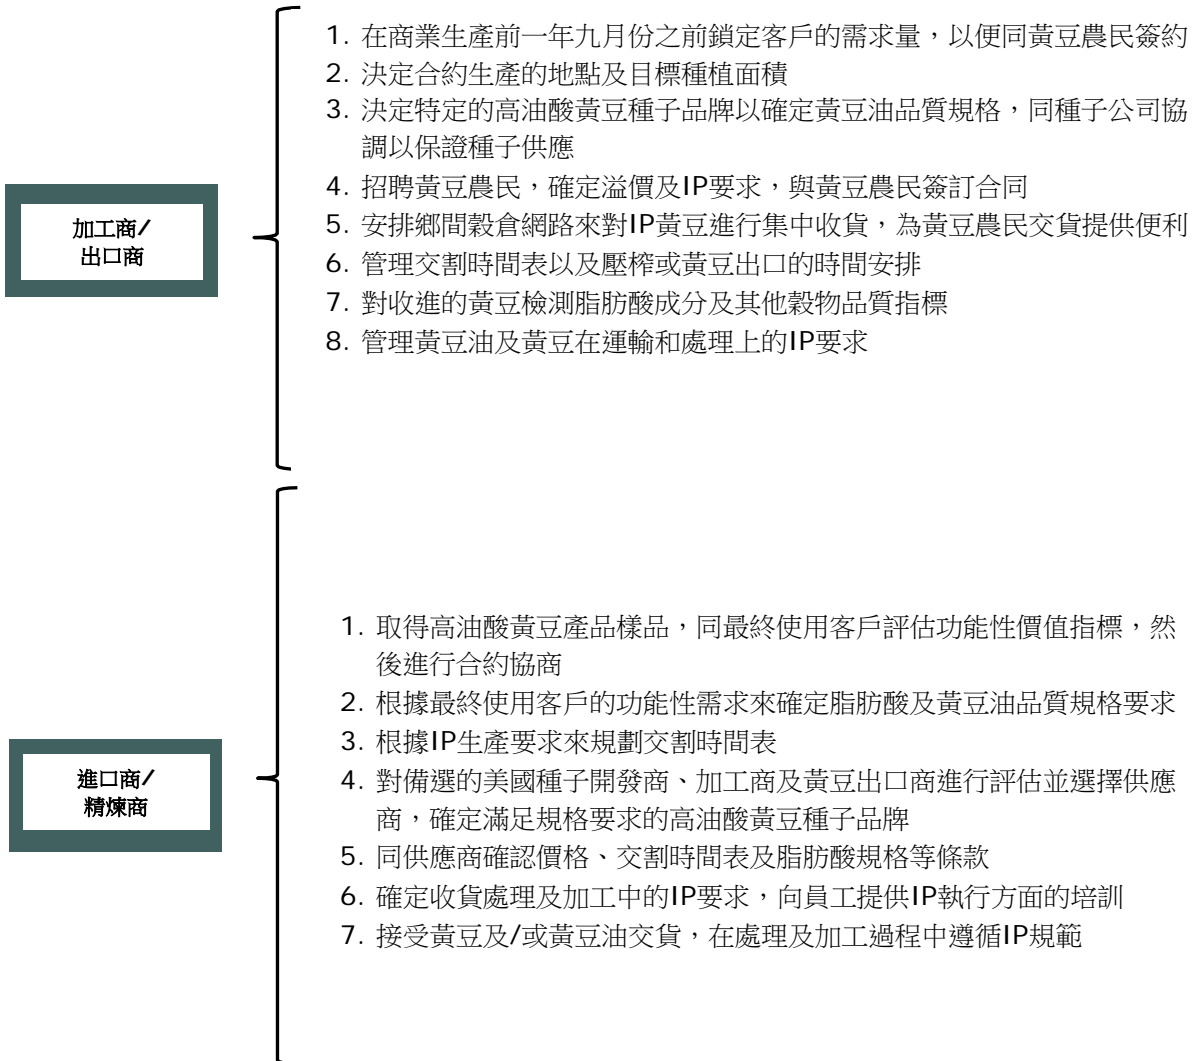 加工商/
出口商
1. 在商業生產前一年九月份之前鎖定客戶的需求量，以便同黃豆農民簽約
2. 決定合約生產的地點及目標種植面積
3. 決定特定的高油酸黃豆種子品牌以確定黃豆油品質規格，同種子公司協
調以保證種子供應
4. 招聘黃豆農民，確定溢價及IP要求，與黃豆農民簽訂合同
5. 安排鄉間穀倉網路來對IP黃豆進行集中收貨，為黃豆農民交貨提供便利
6. 管理交割時間表以及壓榨或黃豆出口的時間安排
7. 對收進的黃豆檢測脂肪酸成分及其他穀物品質指標
8. 管理黃豆油及黃豆在運輸和處理上的IP要求
進口商/
精煉商
1. 取得高油酸黃豆產品樣品，同最終使用客戶評估功能性價值指標，然
後進行合約協商
2. 根據最終使用客戶的功能性需求來確定脂肪酸及黃豆油品質規格要求
3. 根據IP生產要求來規劃交割時間表
4. 對備選的美國種子開發商、加工商及黃豆出口商進行評估並選擇供應
商，確定滿足規格要求的高油酸黃豆種子品牌
5. 同供應商確認價格、交割時間表及脂肪酸規格等條款
6. 確定收貨處理及加工中的IP要求，向員工提供IP執行方面的培訓
7. 接受黃豆及/或黃豆油交貨，在處理及加工過程中遵循IP規範